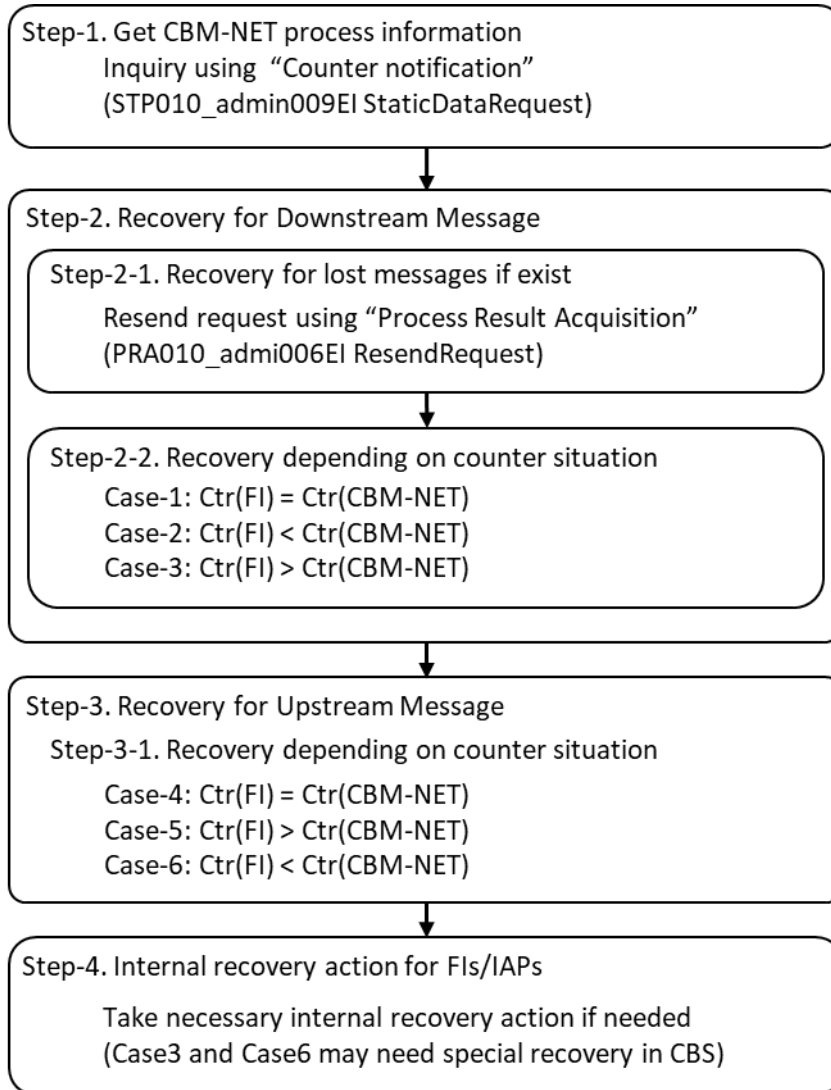 Step-1. Get CBM-NET process information
Inquiry using “Counter notification”
(STP010_admin009EI StaticDataRequest)
Step-2. Recovery for Downstream Message
Step-2-1. Recovery for lost messages if exist
Resend request using “Process Result Acquisition”
(PRA010_admi006EI ResendRequest)
Step-2-2. Recovery depending on counter situation
Case-1: Ctr(FI) = Ctr(CBM-NET)
Case-2: Ctr(FI) < Ctr(CBM-NET)
Case-3: Ctr(FI) > Ctr(CBM-NET)
Step-3. Recovery for Upstream Message
Step-3-1. Recovery depending on counter situation
Case-4: Ctr(FI) = Ctr(CBM-NET)
Case-5: Ctr(FI) > Ctr(CBM-NET)
Case-6: Ctr(FI) < Ctr(CBM-NET)
Step-4. Internal recovery action for FIs/IAPs
Take necessary internal recovery action if needed
(Case3 and Case6 may need special recovery in CBS)